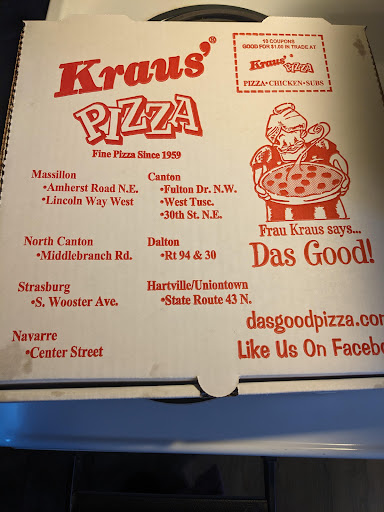 Kraus'®
PIZZA
Fine Pizza Since 1959
10 COUPONS
GOOD FOR $1.00 IN TRADE AT
Kraus' PIZZA
PIZZA•CHICKEN•SUBS
Massillon
•Amherst Road N.E.
•Lincoln Way West
Canton
•Fulton Dr. N.W.
•West Tusc.
•30th St. N.E.
North Canton
•Middlebranch Rd.
Dalton
•Rt 94 & 30
Strasburg
•S. Wooster Ave.
Hartville/Uniontown
•State Route 43 N.
Navarre
•Center Street
Frau Kraus says...
Das Good!
dasgoodpizza.co
Like Us On Facebo